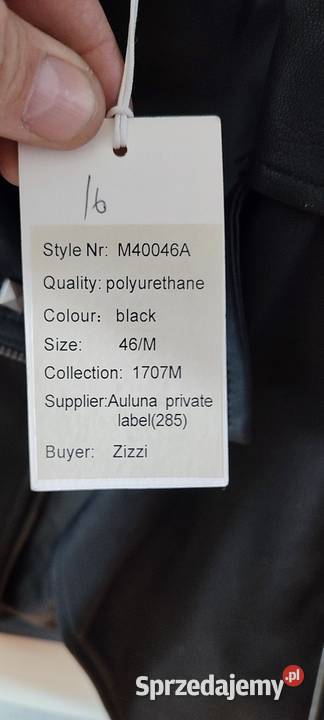 16
Style Nr: M40046A
Quality: polyurethane
Colour: black
Size: 46/M
Collection: 1707M
Supplier:Auluna private
label(285)
Buyer: Zizzi
Sprzedajemy.pl